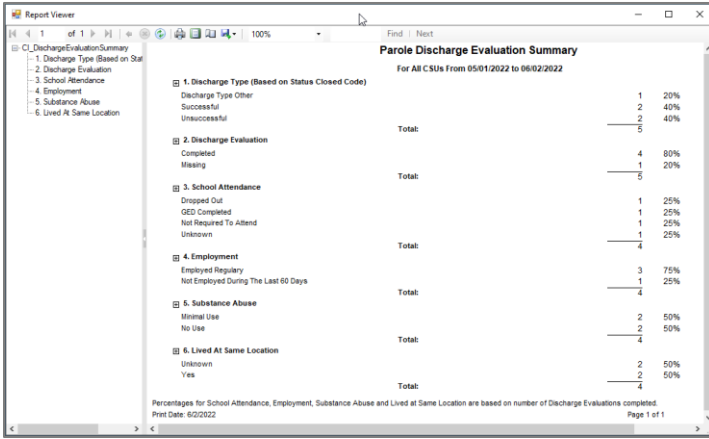 Report Viewer
1 of 1 100% Find | Next
CI_DischargeEvaluationSummary
1. Discharge Type (Based on Stat
2. Discharge Evaluation
3. School Attendance
4. Employment
5. Substance Abuse
6. Lived At Same Location
Parole Discharge Evaluation Summary
For All CSUs From 05/01/2022 to 06/02/2022
1. Discharge Type (Based on Status Closed Code)
Discharge Type Other 1 20%
Successful 2 40%
Unsuccessful 2 40%
Total: 5
2. Discharge Evaluation
Completed 4 80%
Missing 1 20%
Total: 5
3. School Attendance
Dropped Out 1 25%
GED Completed 1 25%
Not Required To Attend 1 25%
Unknown 1 25%
Total: 4
4. Employment
Employed Regulary 3 75%
Not Employed During The Last 60 Days 1 25%
Total: 4
5. Substance Abuse
Minimal Use 2 50%
No Use 2 50%
Total: 4
6. Lived At Same Location
Unknown 2 50%
Yes 2 50%
Total: 4
Percentages for School Attendance, Employment, Substance Abuse and Lived at Same Location are based on number of Discharge Evaluations completed.
Print Date: 6/2/2022 Page 1 of 1